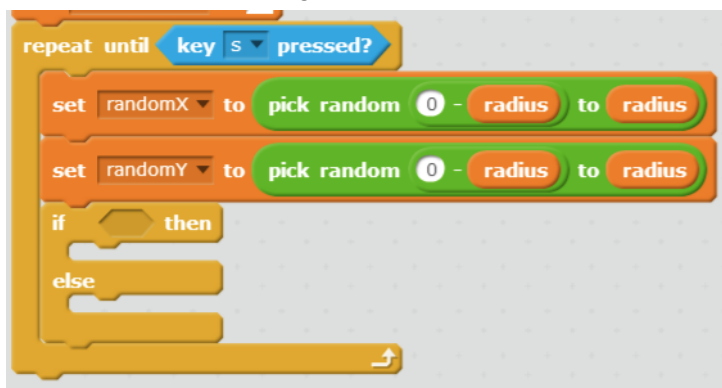 repeat until key s pressed?
set randomX to pick random 0 - radius to radius
set randomY to pick random 0 - radius to radius
if then
else